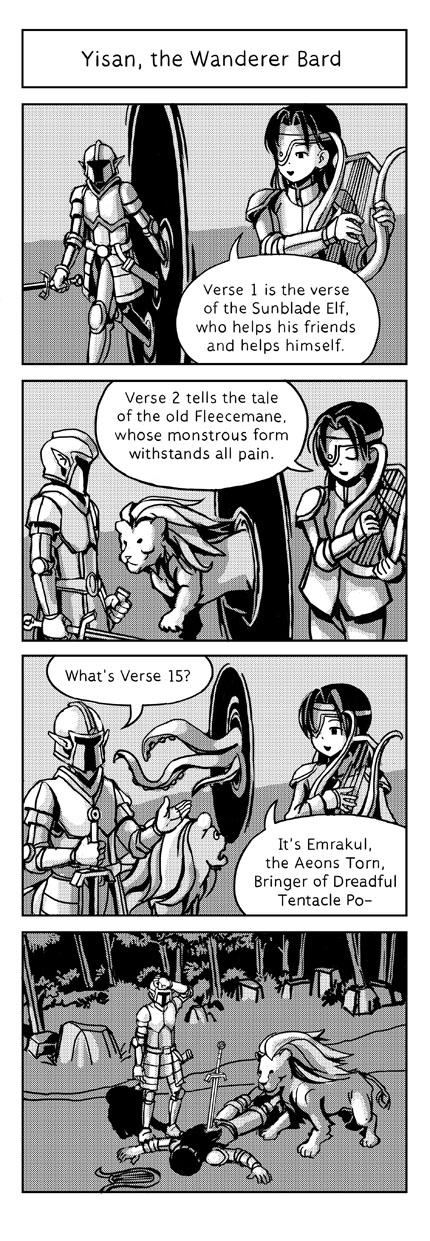 Yisan, the Wanderer Bard
Verse 1 is the verse
of the Sunblade Elf,
who helps his friends
and helps himself.
Verse 2 tells the tale
of the old Fleecemane,
whose monstrous form
withstands all pain.
What's Verse 15?
It's Emrakul,
the Aeons Torn,
Bringer of Dreadful
Tentacle Po-